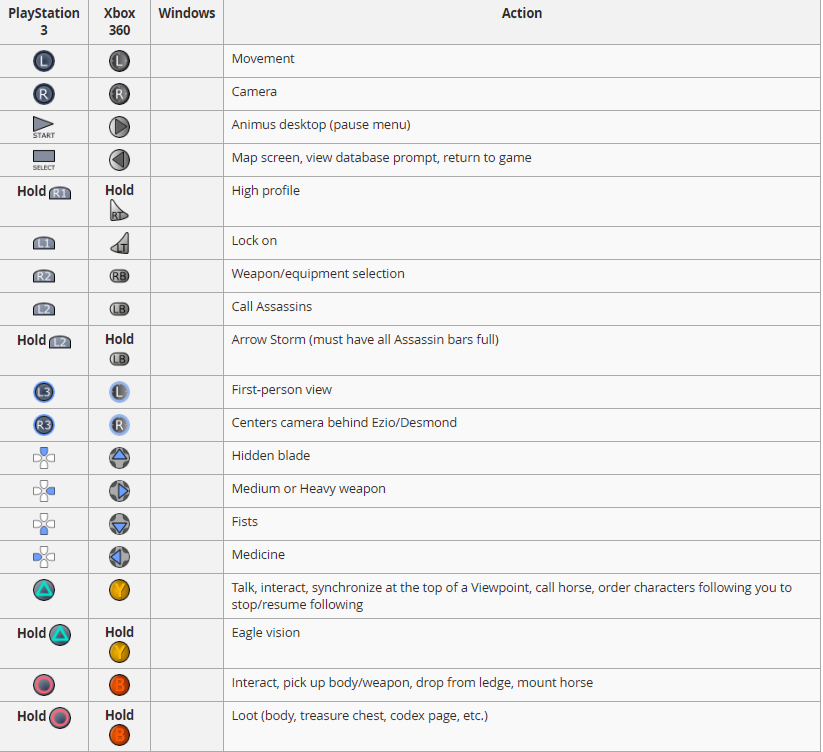 PlayStation 3 Xbox 360 Windows Action
L L Movement
R R Camera
START Animus desktop (pause menu)
SELECT Map screen, view database prompt, return to game
Hold R1 Hold RT High profile
L1 LT Lock on
R2 RB Weapon/equipment selection
L2 LB Call Assassins
Hold L2 Hold LB Arrow Storm (must have all Assassin bars full)
L3 L First-person view
R3 R Centers camera behind Ezio/Desmond
Hidden blade
Medium or Heavy weapon
Fists
Medicine
Y Talk, interact, synchronize at the top of a Viewpoint, call horse, order characters following you to
stop/resume following
Hold Hold Y Eagle vision
B Interact, pick up body/weapon, drop from ledge, mount horse
Hold Hold B Loot (body, treasure chest, codex page, etc.)